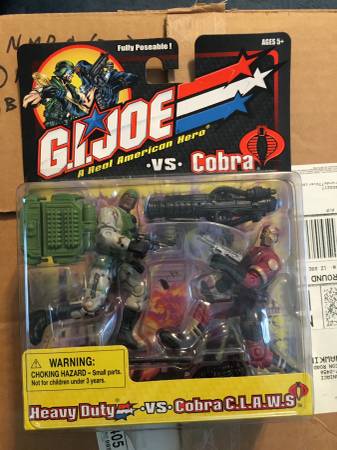 Fully Poseable !
AGES 5+
G.I.JOE
A Real American Hero
·VS· Cobra
WARNING:
CHOKING HAZARD – Small parts.
Not for children under 3 years.
Heavy Duty ·VS· Cobra C.L.A.W.S
ROUND